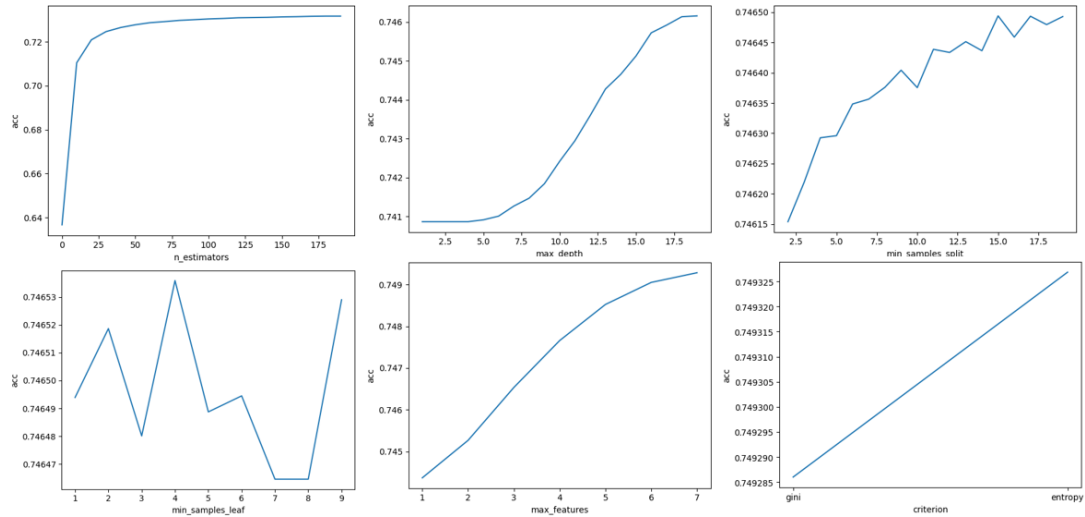 0.72
0.70
0.68
0.66
0.64
acc
0 25 50 75 100 125 150 175
n_estimators
0.746
0.745
0.744
0.743
0.742
0.741
acc
2.5 5.0 7.5 10.0 12.5 15.0 17.5
max_depth
0.74650
0.74645
0.74640
0.74635
0.74630
0.74625
0.74620
0.74615
acc
2.5 5.0 7.5 10.0 12.5 15.0 17.5
min_samples_split
0.74653
0.74652
0.74651
0.74650
0.74649
0.74648
0.74647
acc
1 2 3 4 5 6 7 8 9
min_samples_leaf
0.749
0.748
0.747
0.746
0.745
acc
1 2 3 4 5 6 7
max_features
0.749325
0.749320
0.749315
0.749310
0.749305
0.749300
0.749295
0.749290
0.749285
acc
gini entropy
criterion